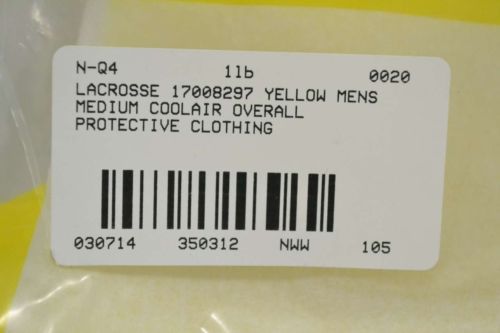 N-Q4 1lb 0020
LACROSSE 17008297 YELLOW MENS
MEDIUM COOLAIR OVERALL
PROTECTIVE CLOTHING
030714 350312 NWW 105